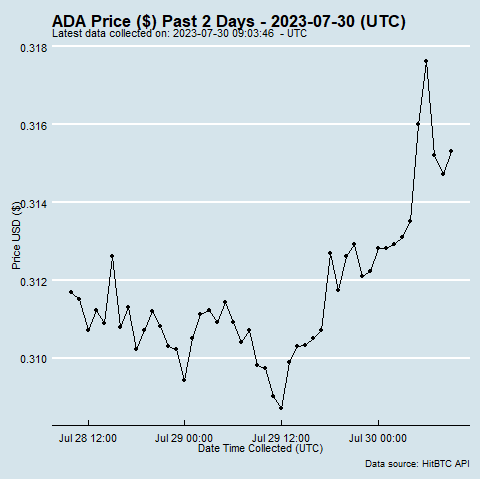 ADA Price ($) Past 2 Days - 2023-07-30 (UTC)
Latest data collected on: 2023-07-30 09:03:46  - UTC
0.318
0.316
0.314
0.312
0.310
Price USD ($)
Jul 28 12:00
Jul 29 00:00
Jul 29 12:00
Jul 30 00:00
Date Time Collected (UTC)
Data source: HitBTC API